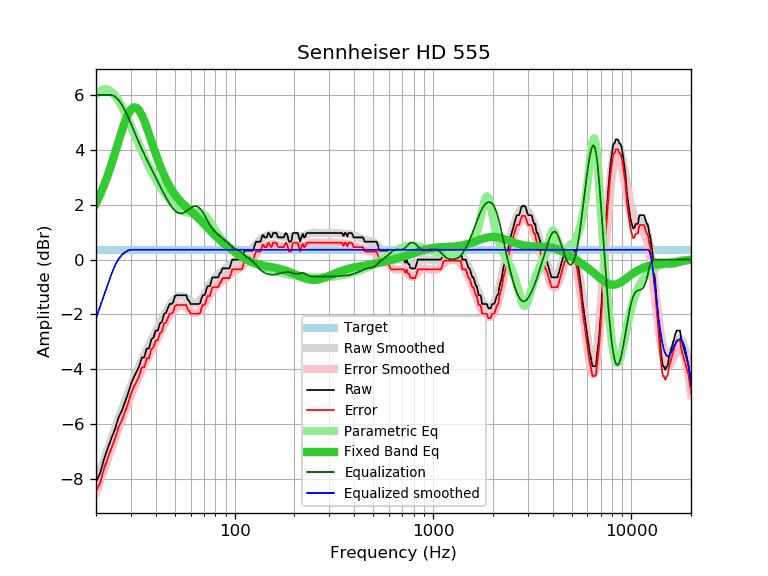 Sennheiser HD 555
6
4
2
0
−2
−4
−6
−8
Amplitude (dBr)
Target
Raw Smoothed
Error Smoothed
Raw
Error
Parametric Eq
Fixed Band Eq
Equalization
Equalized smoothed
100 1000 10000
Frequency (Hz)